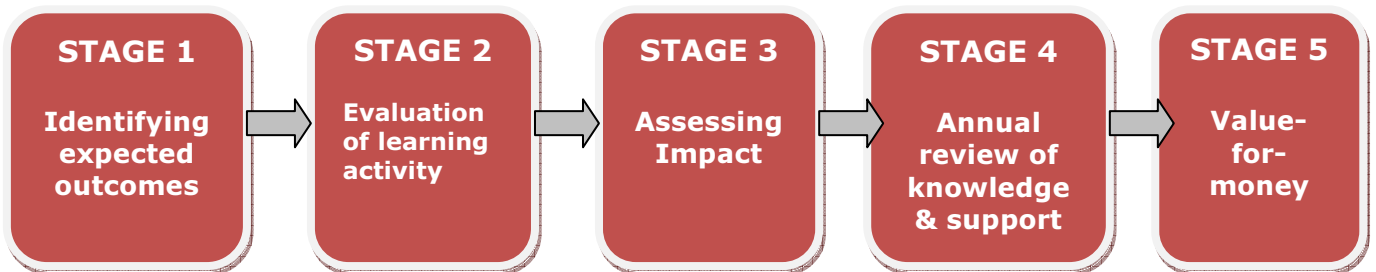 STAGE 1
Identifying
expected
outcomes
STAGE 2
Evaluation
of learning
activity
STAGE 3
Assessing
Impact
STAGE 4
Annual
review of
knowledge
& support
STAGE 5
Value-
for-
money